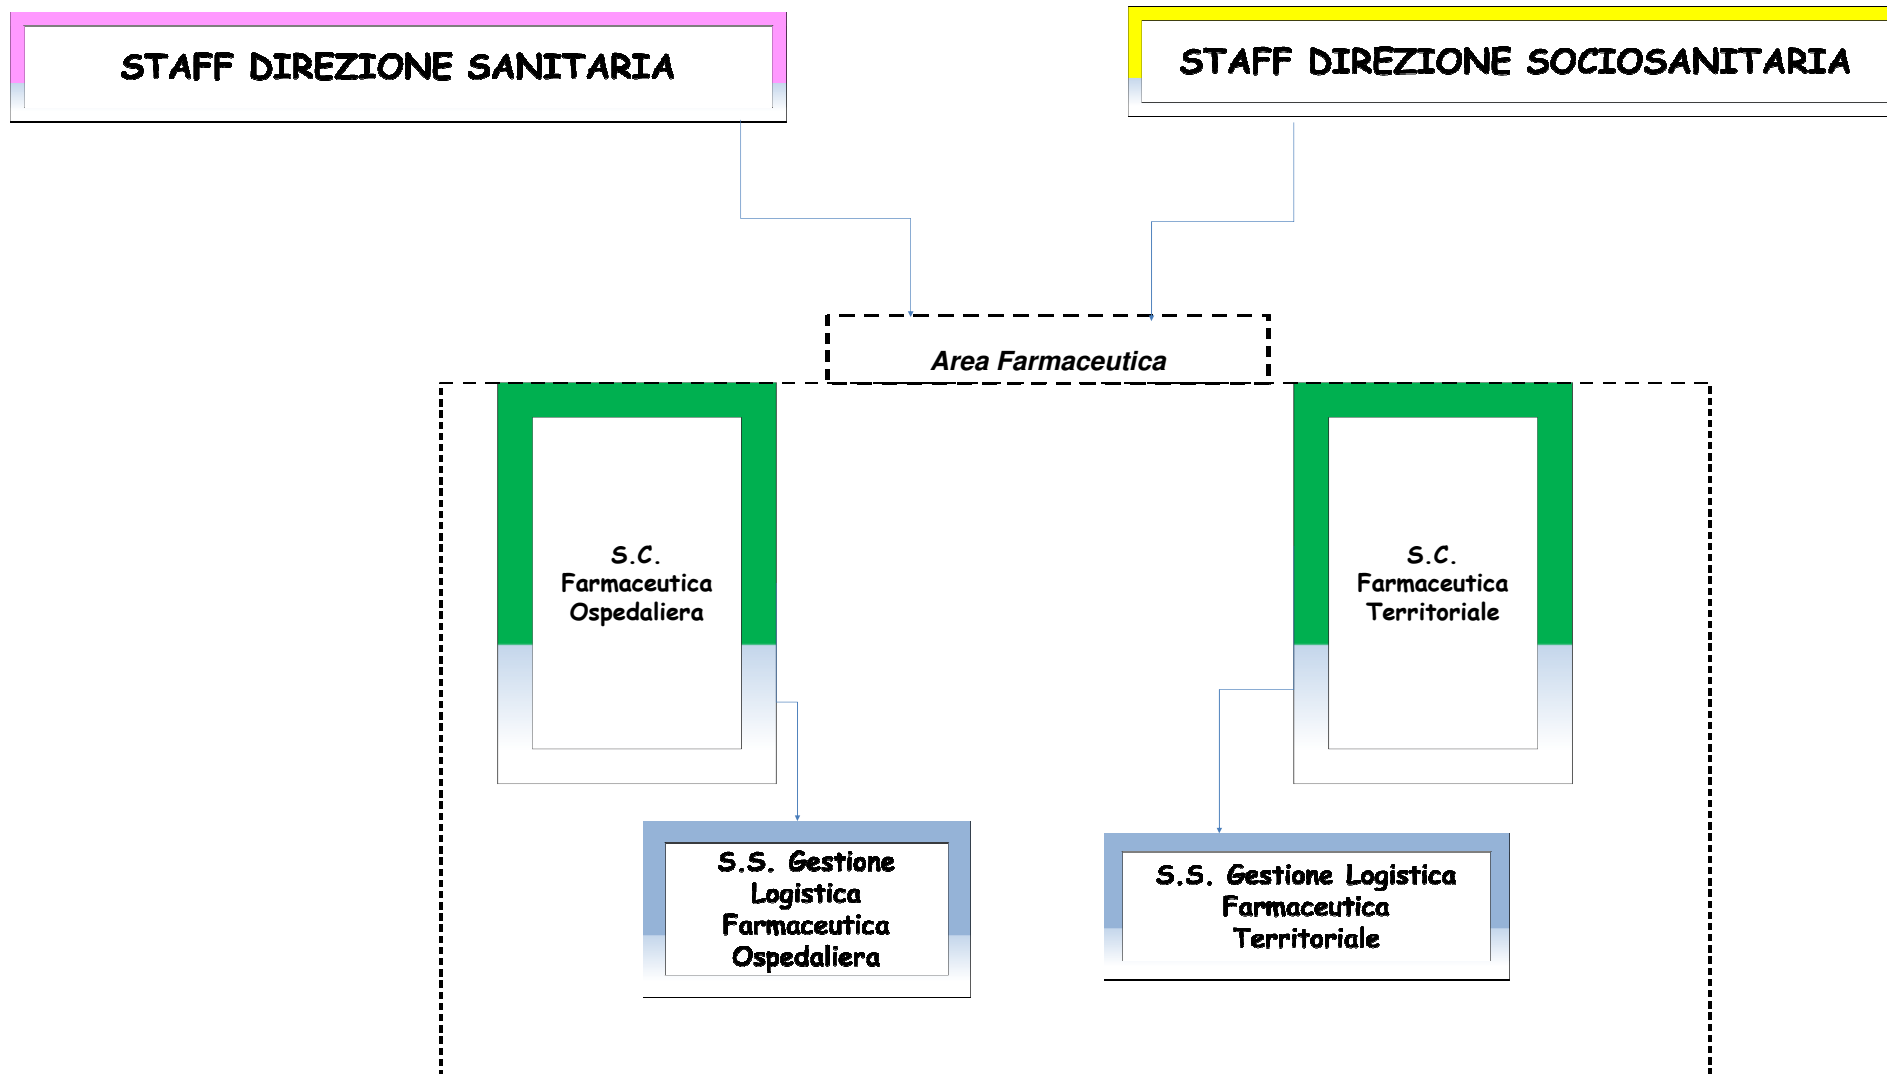 STAFF DIREZIONE SANITARIA
STAFF DIREZIONE SOCIOSANITARIA
Area Farmaceutica
S.C.
Farmaceutica
Ospedaliera
S.C.
Farmaceutica
Territoriale
S.S. Gestione
Logistica
Farmaceutica
Ospedaliera
S.S. Gestione Logistica
Farmaceutica
Territoriale